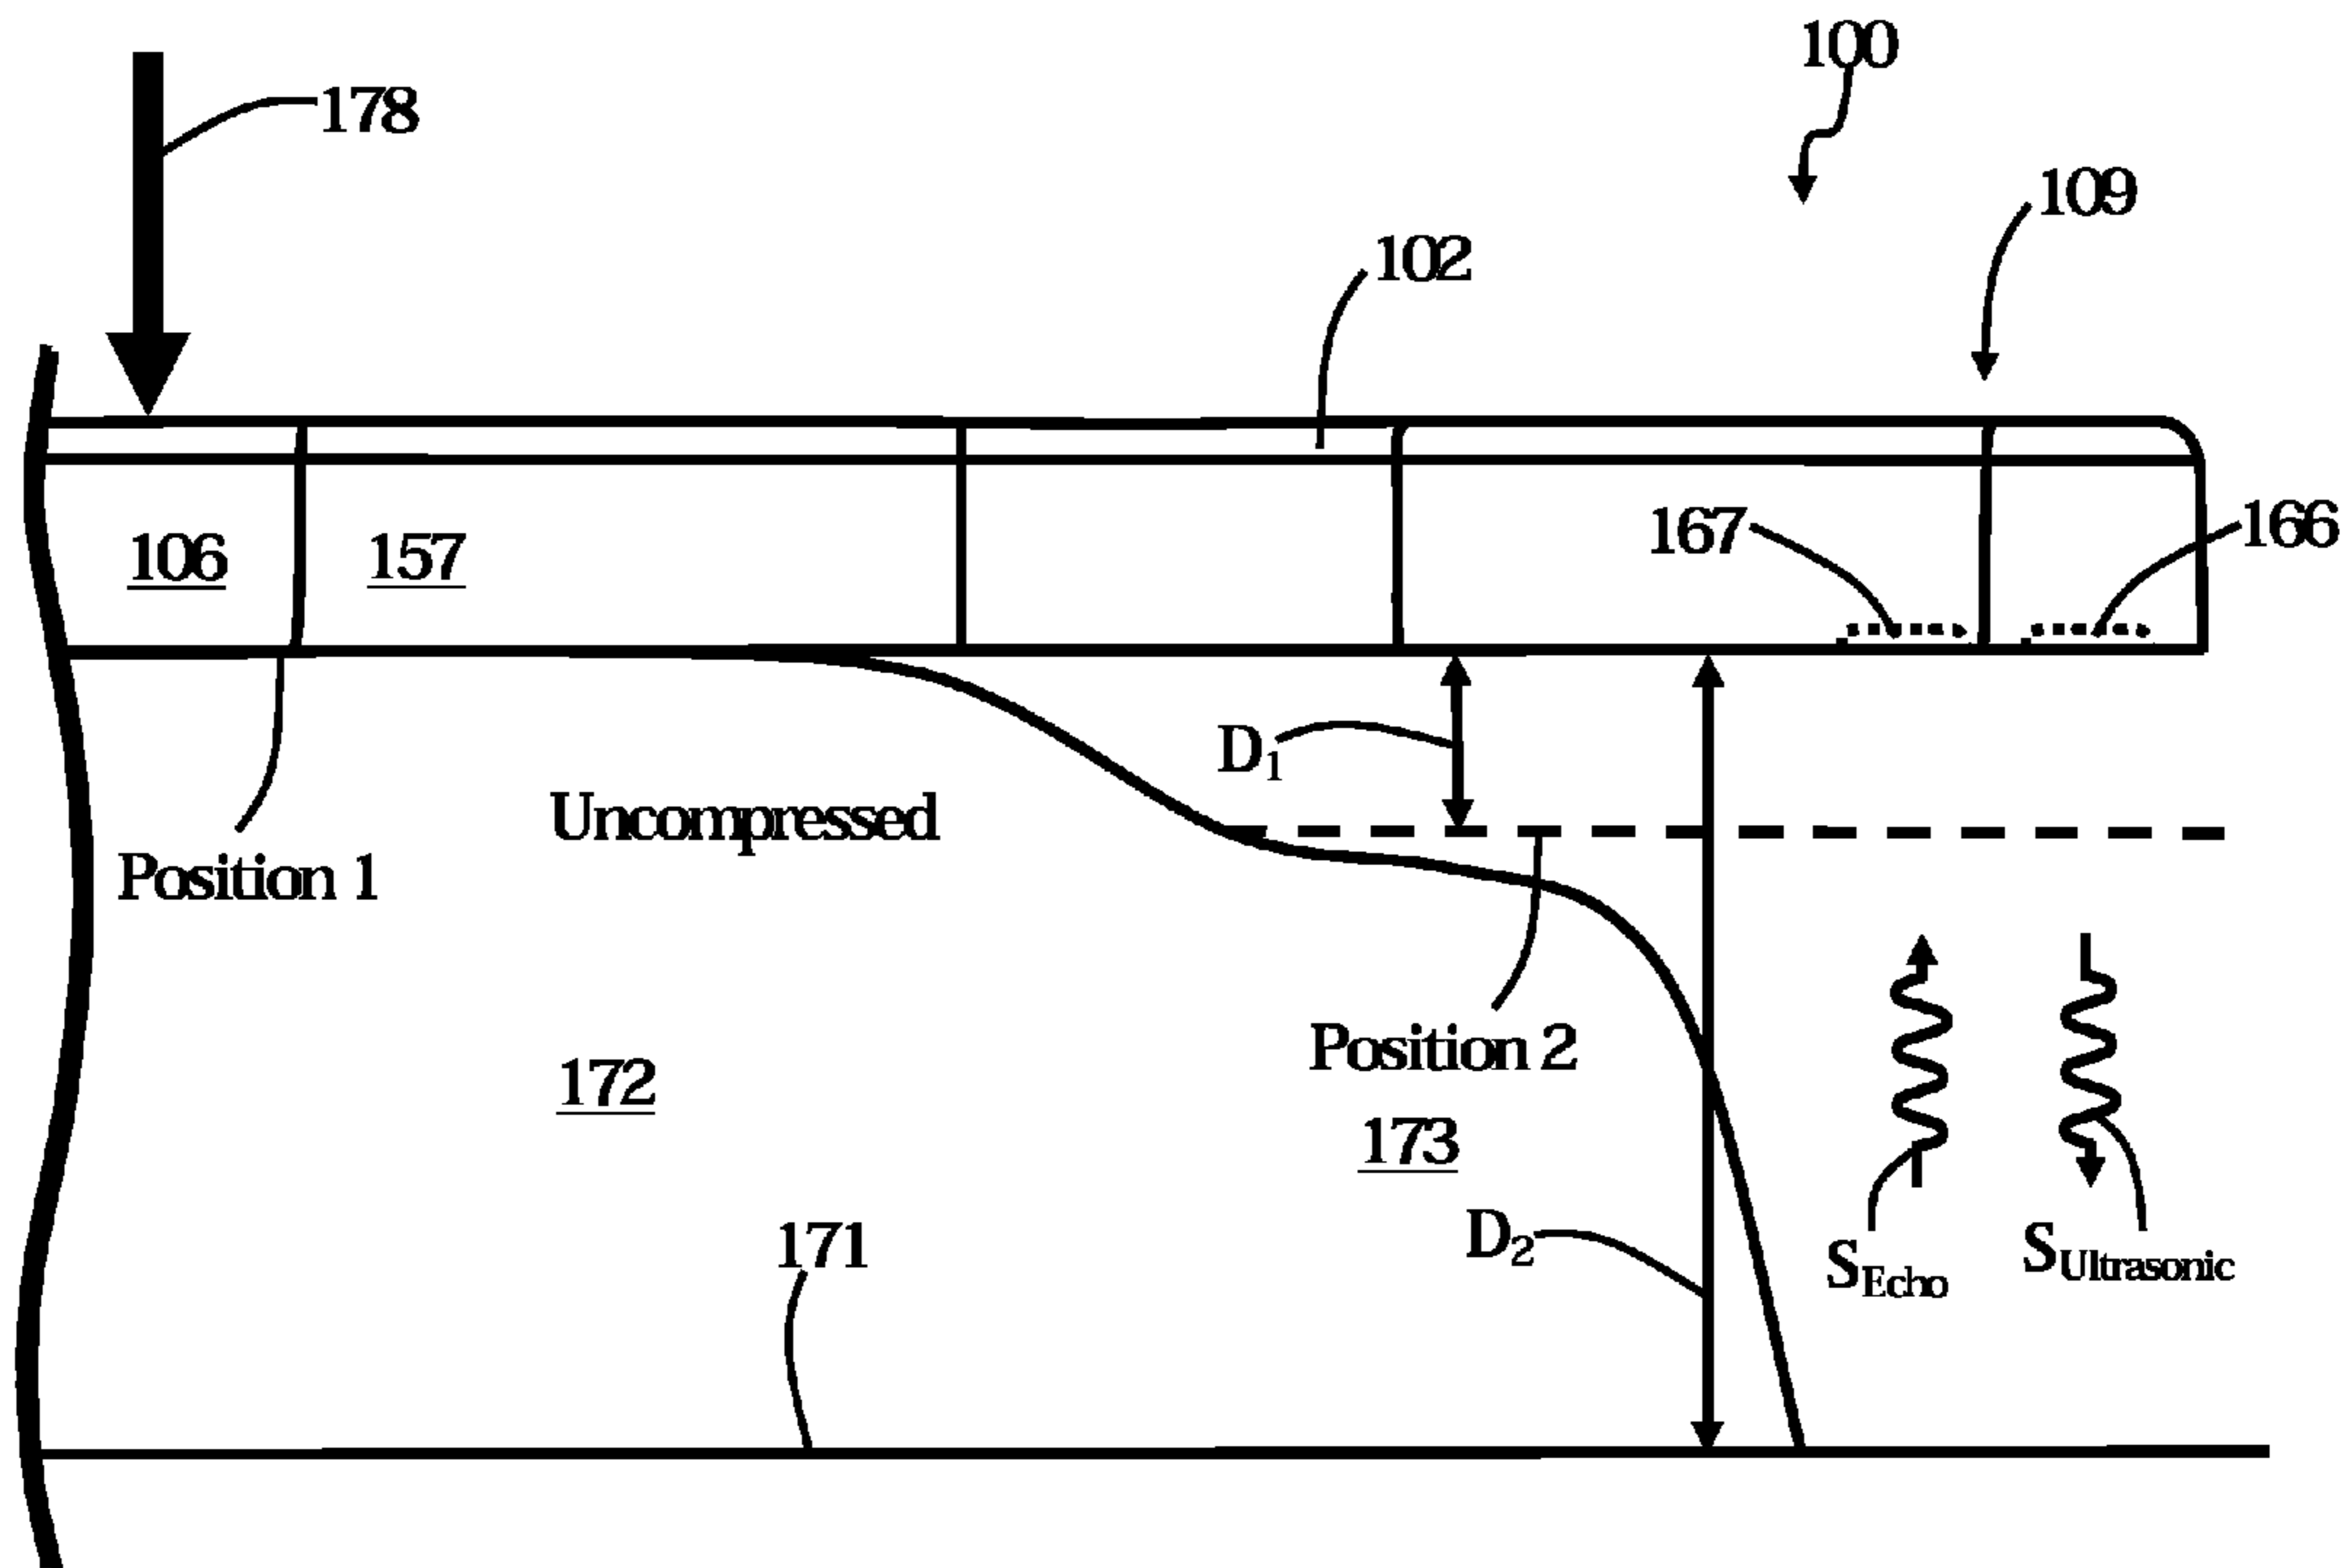 100
178
109
102
167
166
106
157
D1
Uncompressed
Position 1
Position 2
172
173
171
D2
SEcho
SUltrasonic